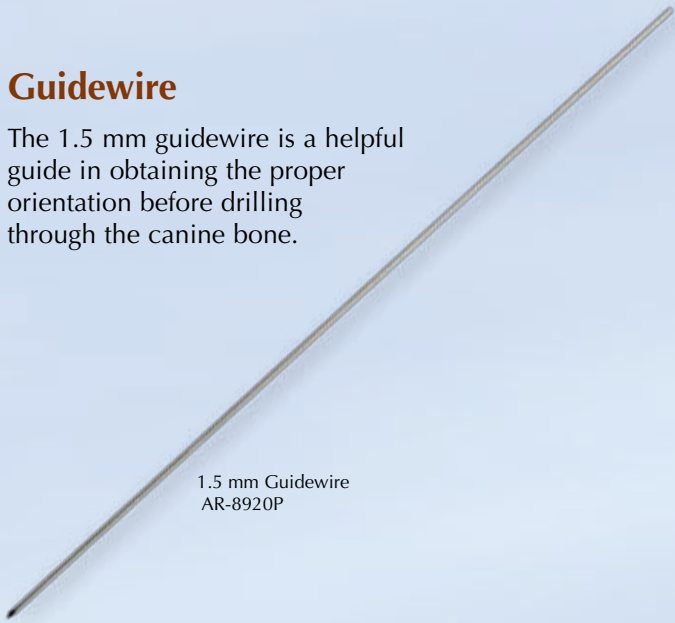 Guidewire
The 1.5 mm guidewire is a helpful
guide in obtaining the proper
orientation before drilling
through the canine bone.
1.5 mm Guidewire
AR-8920P